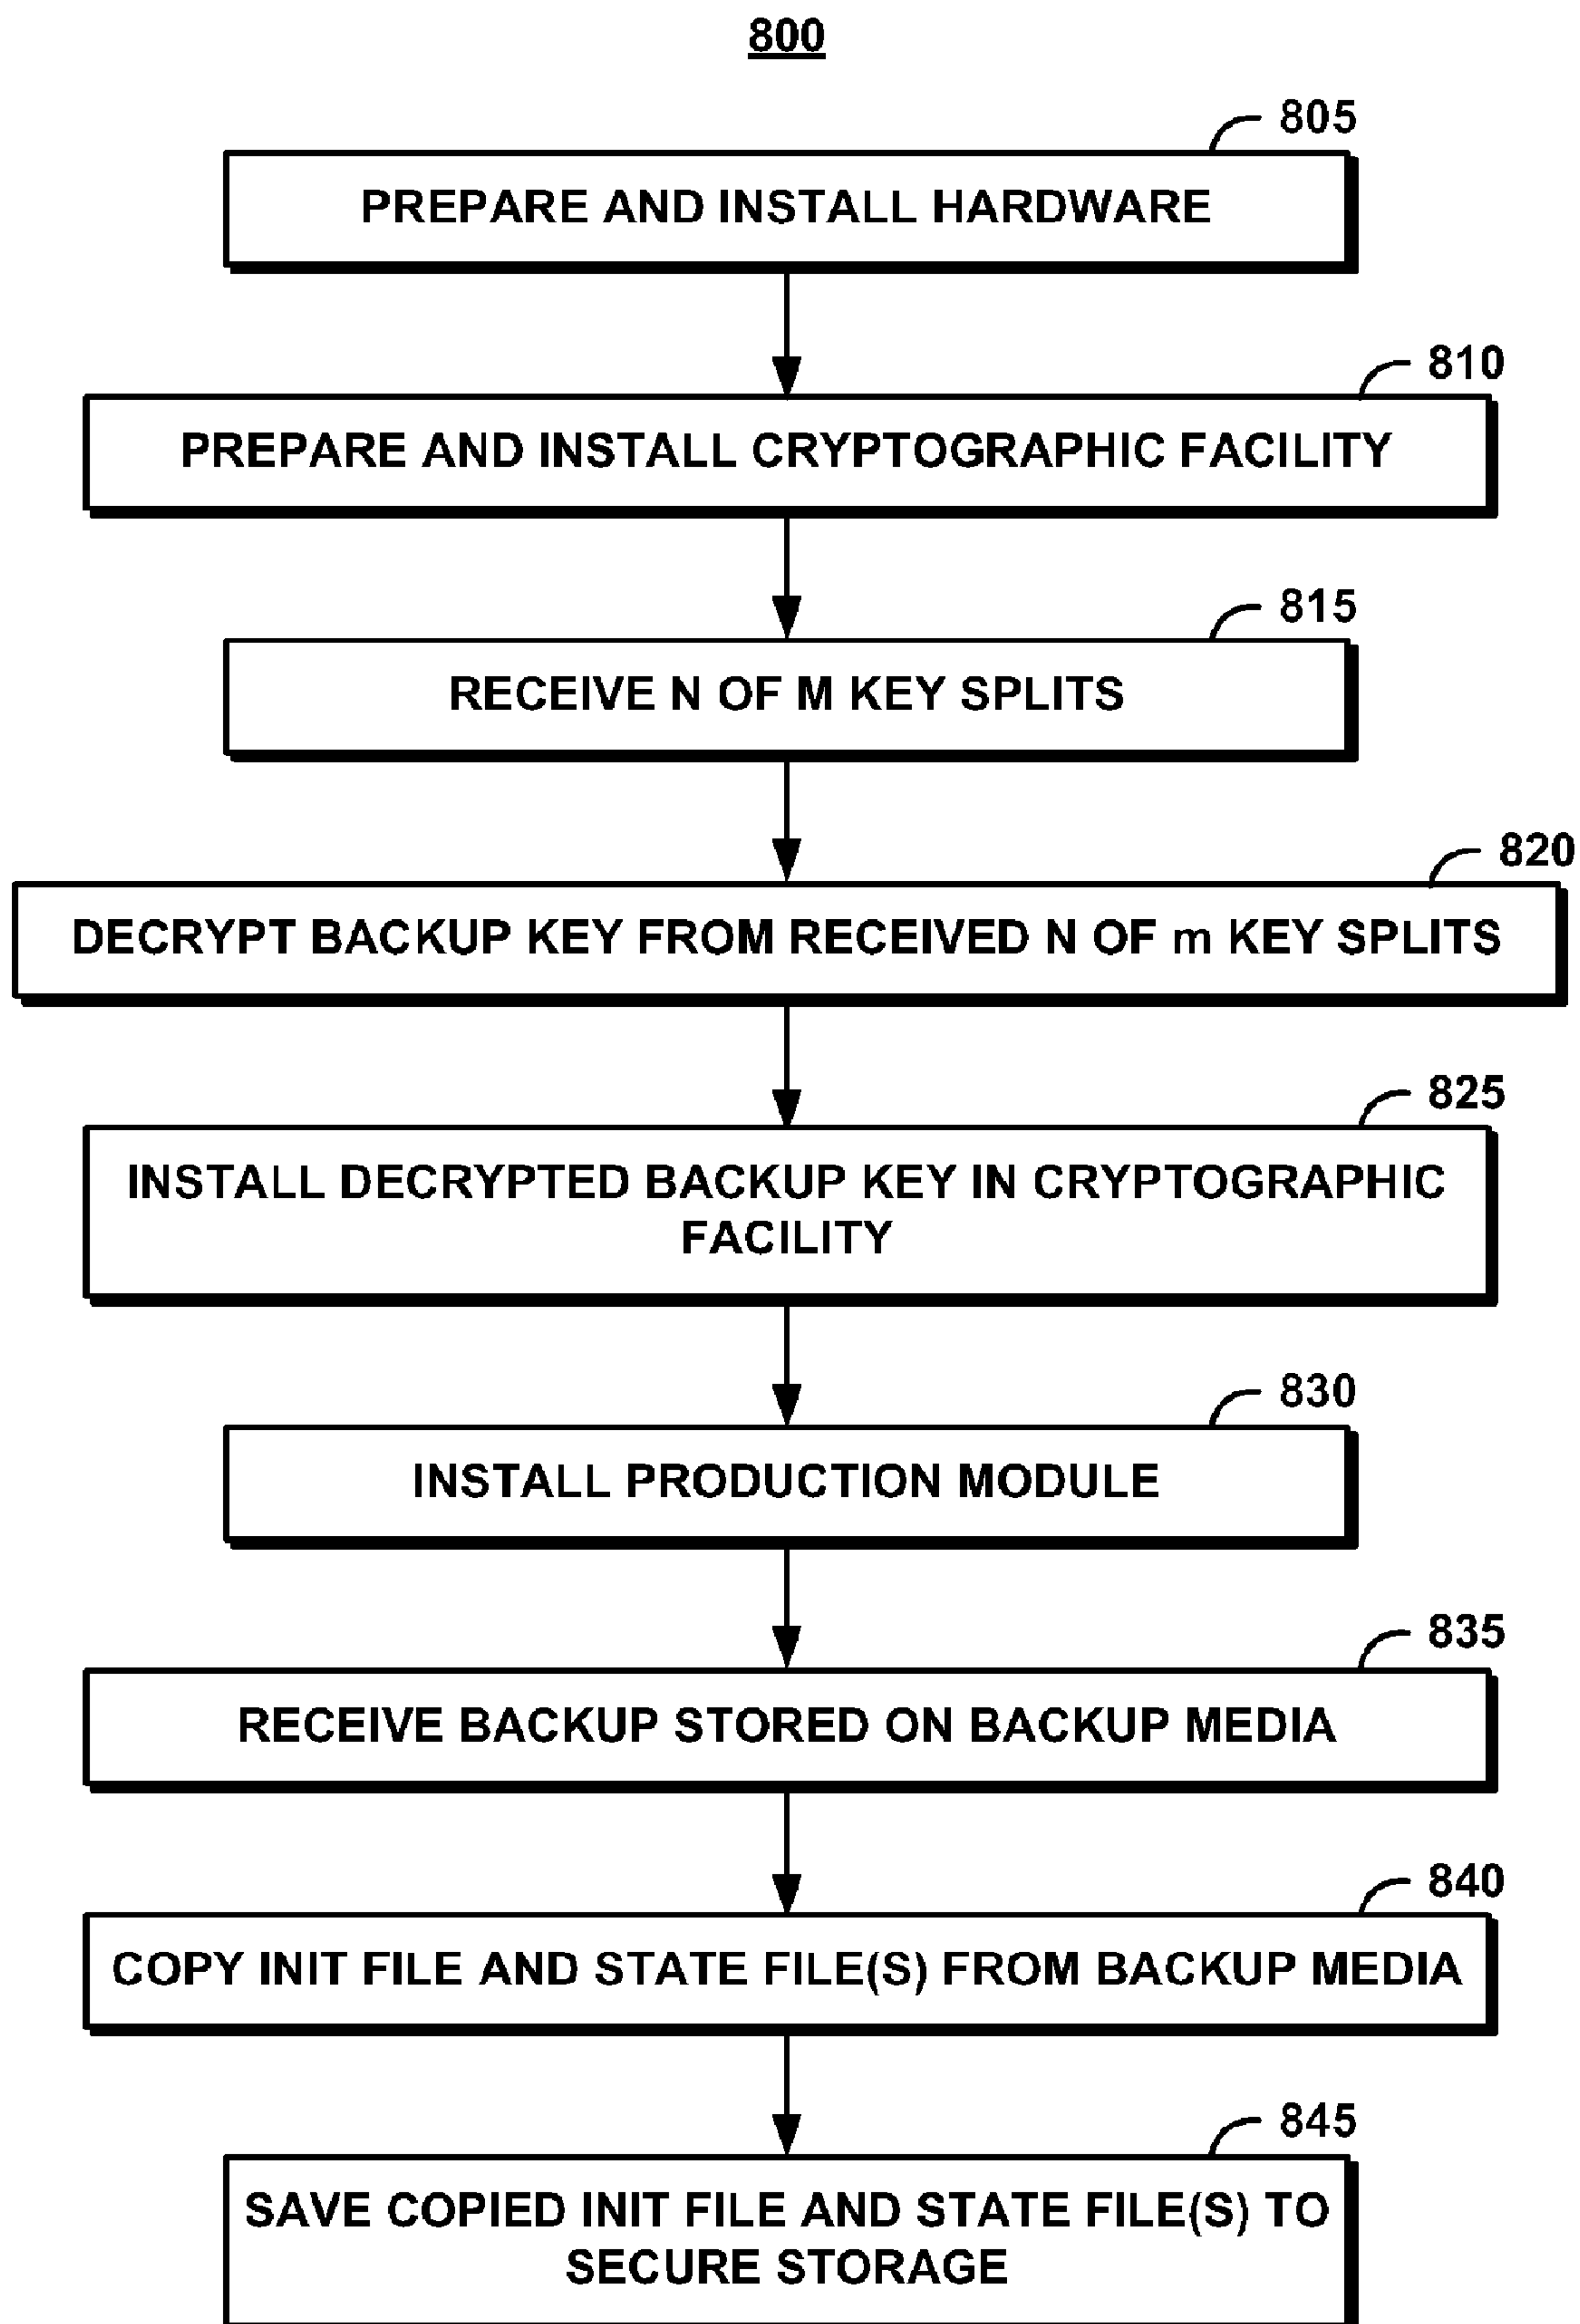 800
805
PREPARE AND INSTALL HARDWARE
810
PREPARE AND INSTALL CRYPTOGRAPHIC FACILITY
815
RECEIVE N OF M KEY SPLITS
820
DECRYPT BACKUP KEY FROM RECEIVED N OF m KEY SPLITS
825
INSTALL DECRYPTED BACKUP KEY IN CRYPTOGRAPHIC
FACILITY
830
INSTALL PRODUCTION MODULE
835
RECEIVE BACKUP STORED ON BACKUP MEDIA
840
COPY INIT FILE AND STATE FILE(S) FROM BACKUP MEDIA
845
SAVE COPIED INIT FILE AND STATE FILE(S) TO
SECURE STORAGE